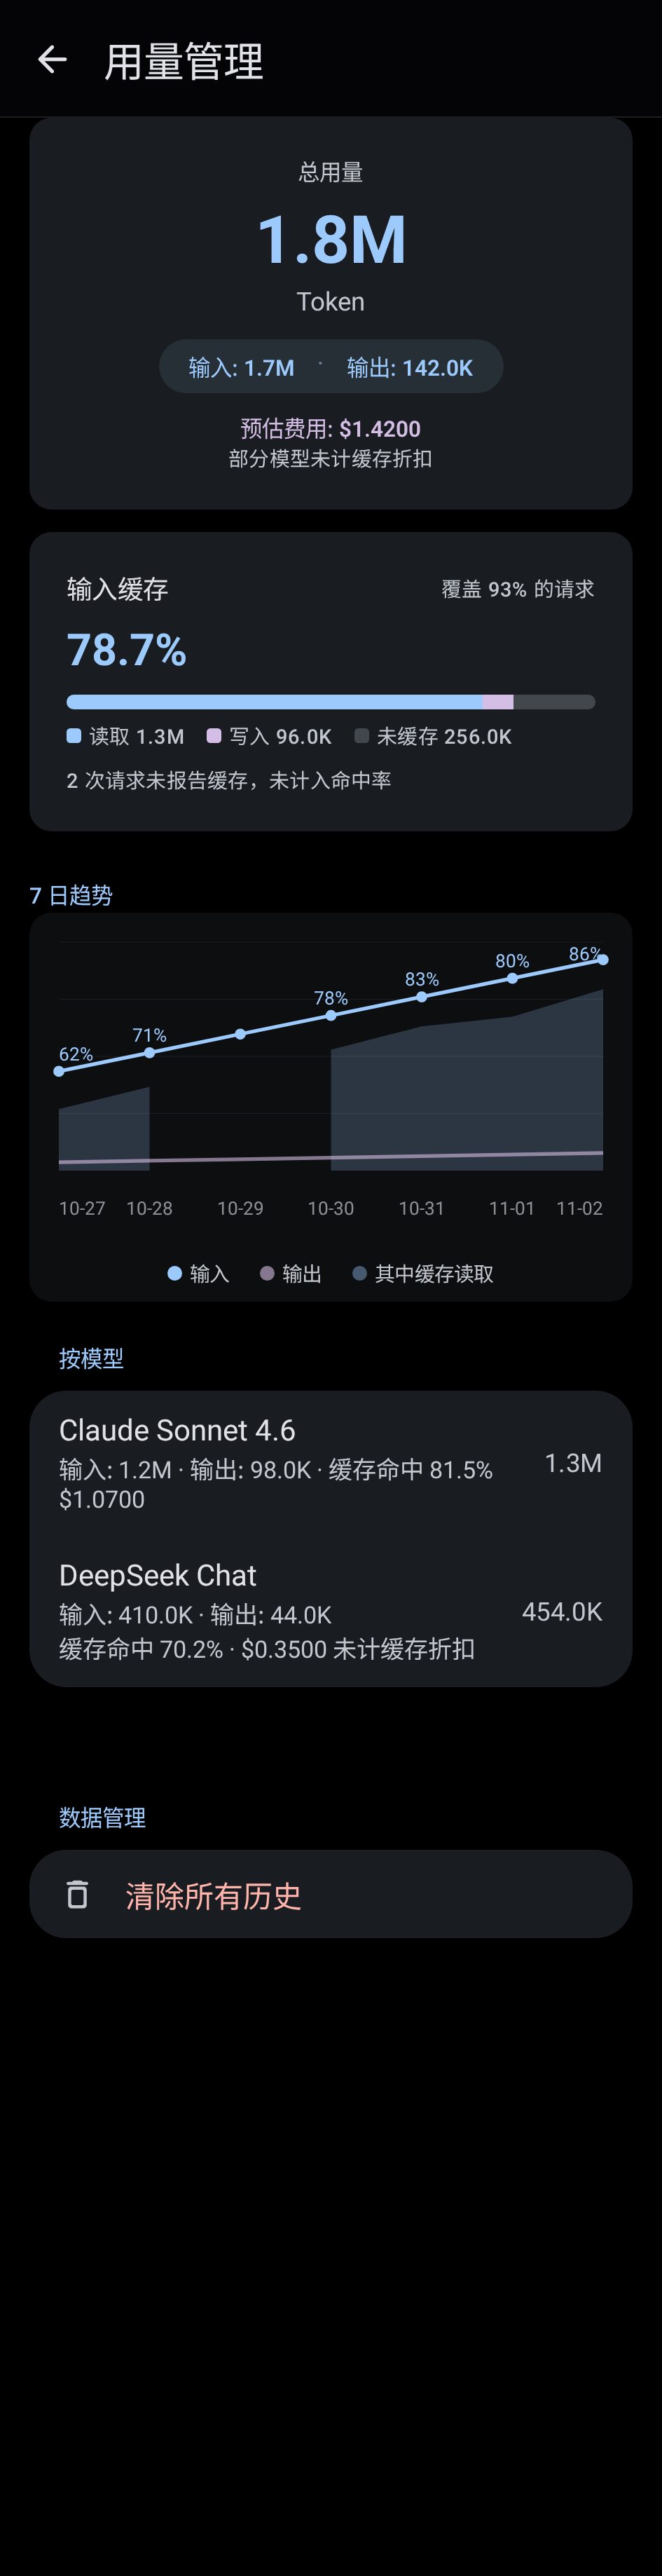 用量管理
总用量
1.8M
Token
输入: 1.7M · 输出: 142.0K
预估费用: $1.4200
部分模型未计缓存折扣
输入缓存 覆盖 93% 的请求
78.7%
读取 1.3M 写入 96.0K 未缓存 256.0K
2 次请求未报告缓存，未计入命中率
7 日趋势
62% 71% 78% 83% 80% 86%
10-27 10-28 10-29 10-30 10-31 11-01 11-02
输入 输出 其中缓存读取
按模型
Claude Sonnet 4.6
输入: 1.2M · 输出: 98.0K · 缓存命中 81.5% 1.3M
$1.0700
DeepSeek Chat
输入: 410.0K · 输出: 44.0K 454.0K
缓存命中 70.2% · $0.3500 未计缓存折扣
数据管理
清除所有历史